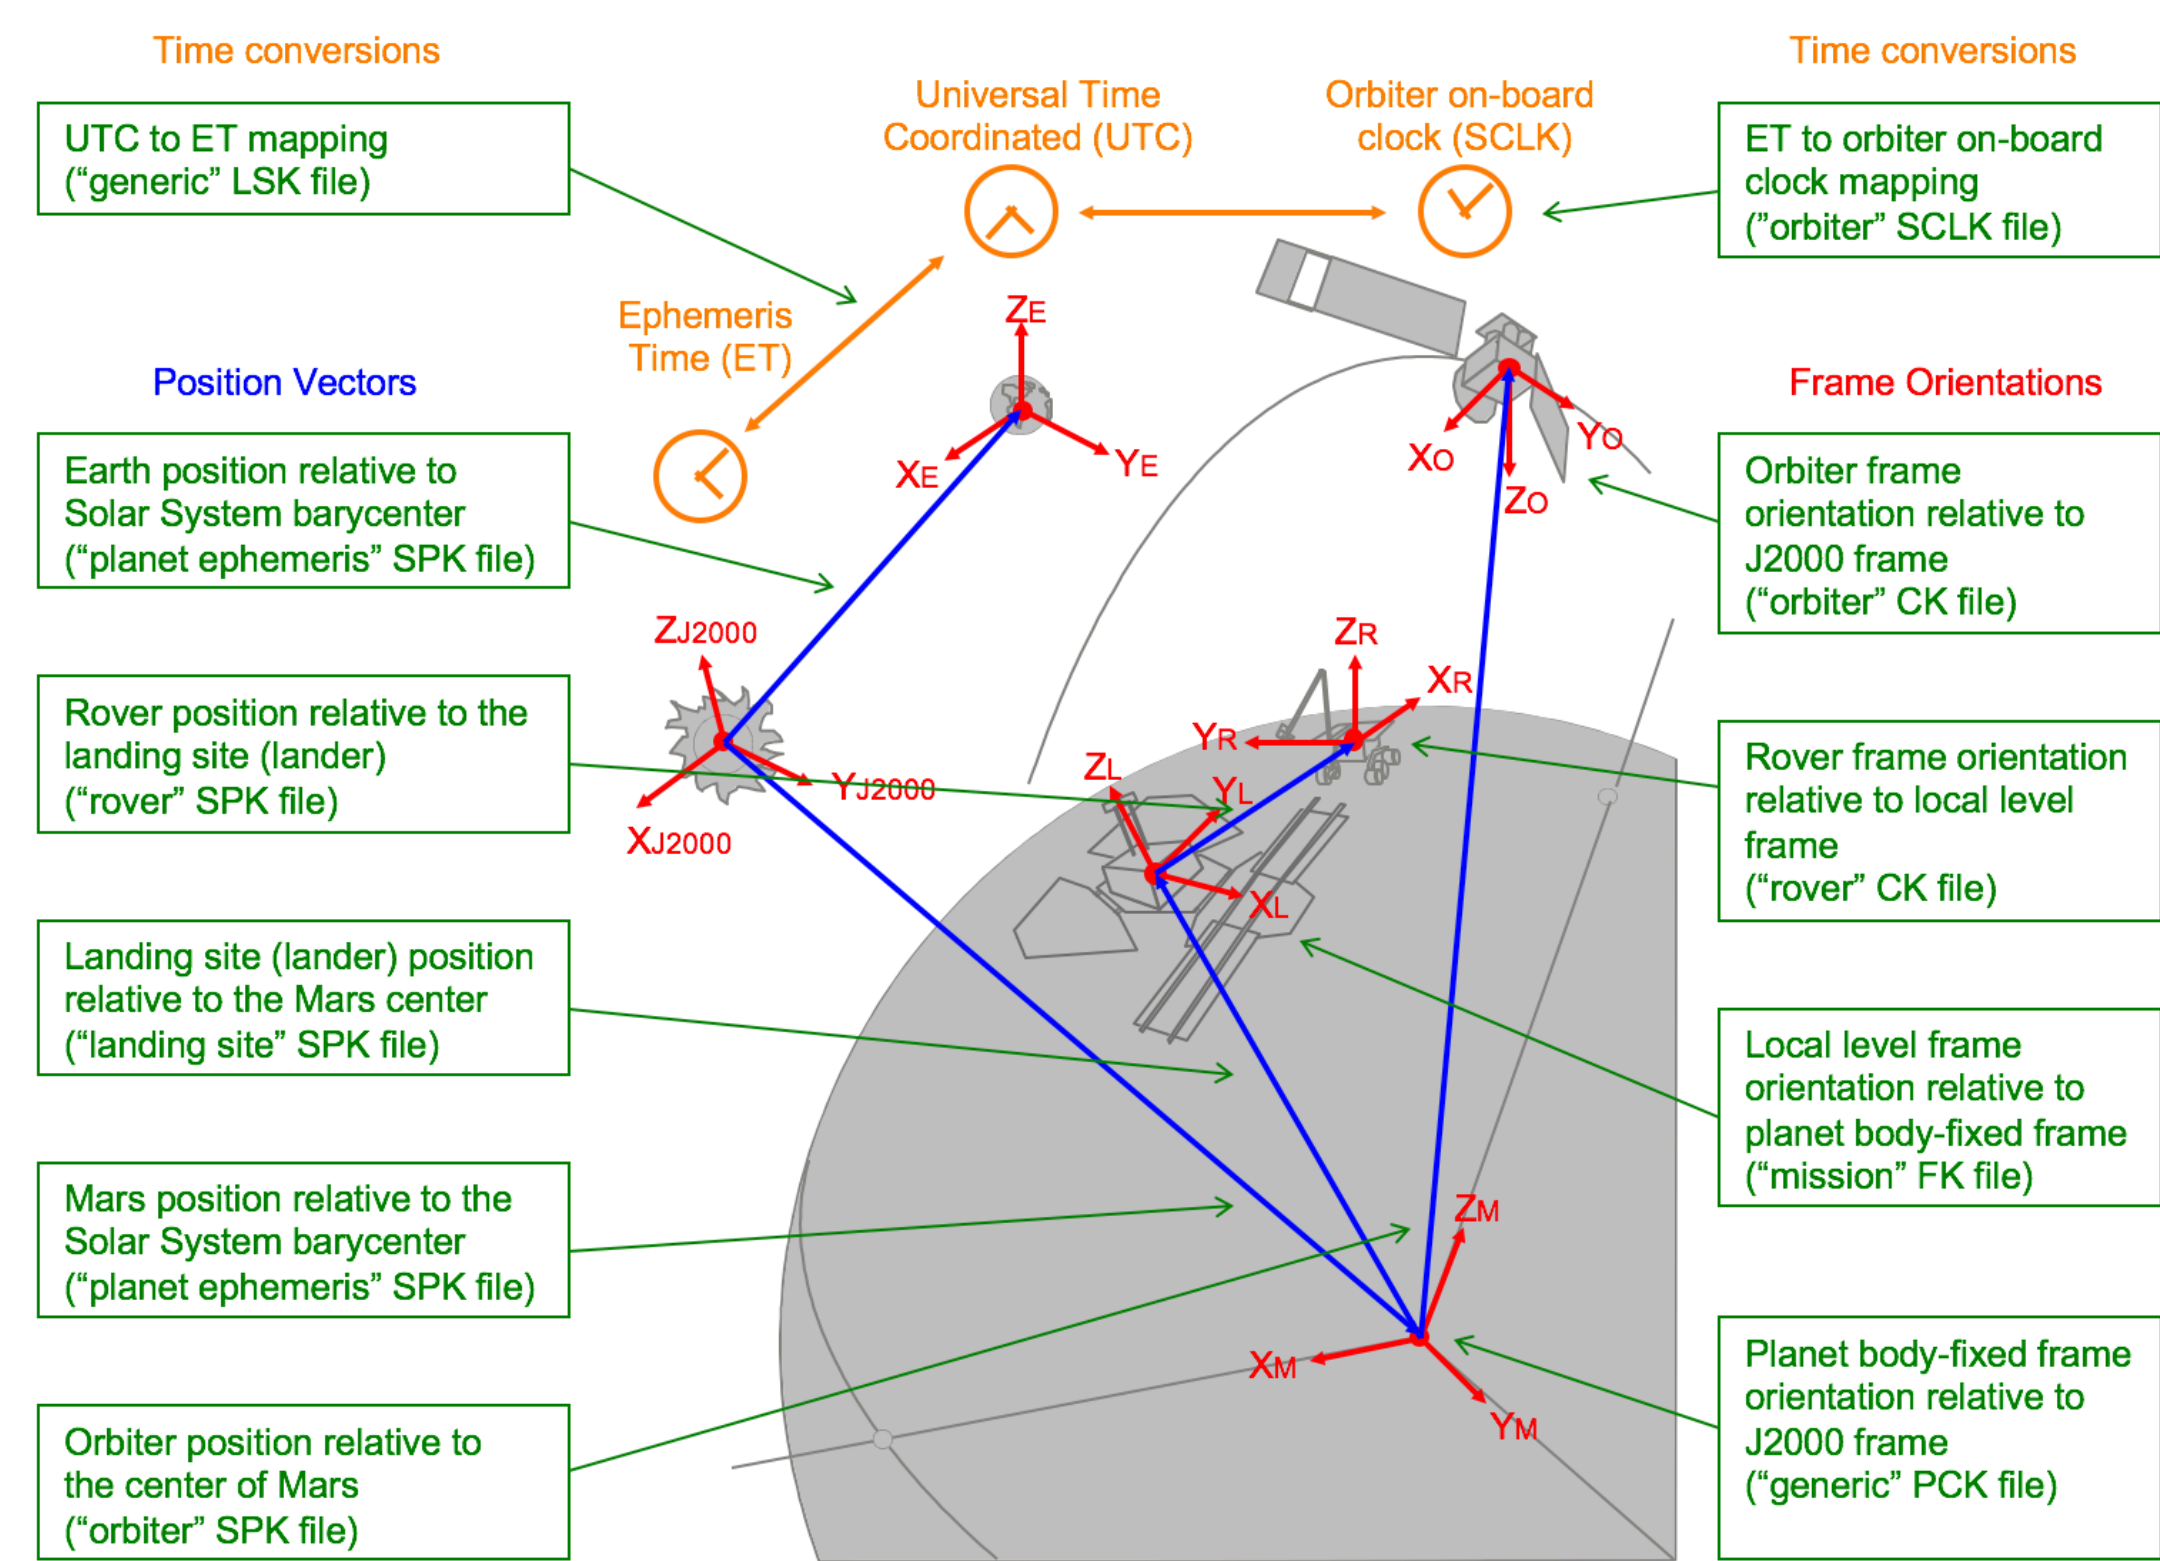 Time conversions
UTC to ET mapping
(“generic” LSK file)
Universal Time
Coordinated (UTC)
Orbiter on-board
clock (SCLK)
Time conversions
ET to orbiter on-board
clock mapping
(”orbiter” SCLK file)
Ephemeris
Time (ET)
Position Vectors
Earth position relative to
Solar System barycenter
(“planet ephemeris” SPK file)
Rover position relative to the
landing site (lander)
(“rover” SPK file)
Landing site (lander) position
relative to the Mars center
(“landing site” SPK file)
Mars position relative to the
Solar System barycenter
(“planet ephemeris” SPK file)
Orbiter position relative to
the center of Mars
(“orbiter” SPK file)
ZE
XE
YE
XO
YO
ZO
ZJ2000
YJ2000
XJ2000
ZR
XR
YR
ZL
YL
XL
ZM
XM
YM
Frame Orientations
Orbiter frame
orientation relative to
J2000 frame
(“orbiter” CK file)
Rover frame orientation
relative to local level
frame
(“rover” CK file)
Local level frame
orientation relative to
planet body-fixed frame
(“mission” FK file)
Planet body-fixed frame
orientation relative to
J2000 frame
(“generic” PCK file)